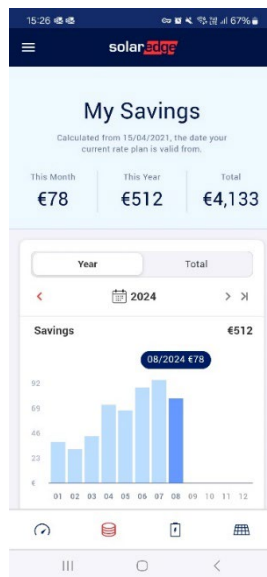 15:26 67%
solaredge
My Savings
Calculated from 15/04/2021, the date your
current rate plan is valid from.
This Month This Year Total
€78 €512 €4,133
Year Total
2024
Savings €512
08/2024 €78
92
69
46
23
€
01 02 03 04 05 06 07 08 09 10 11 12